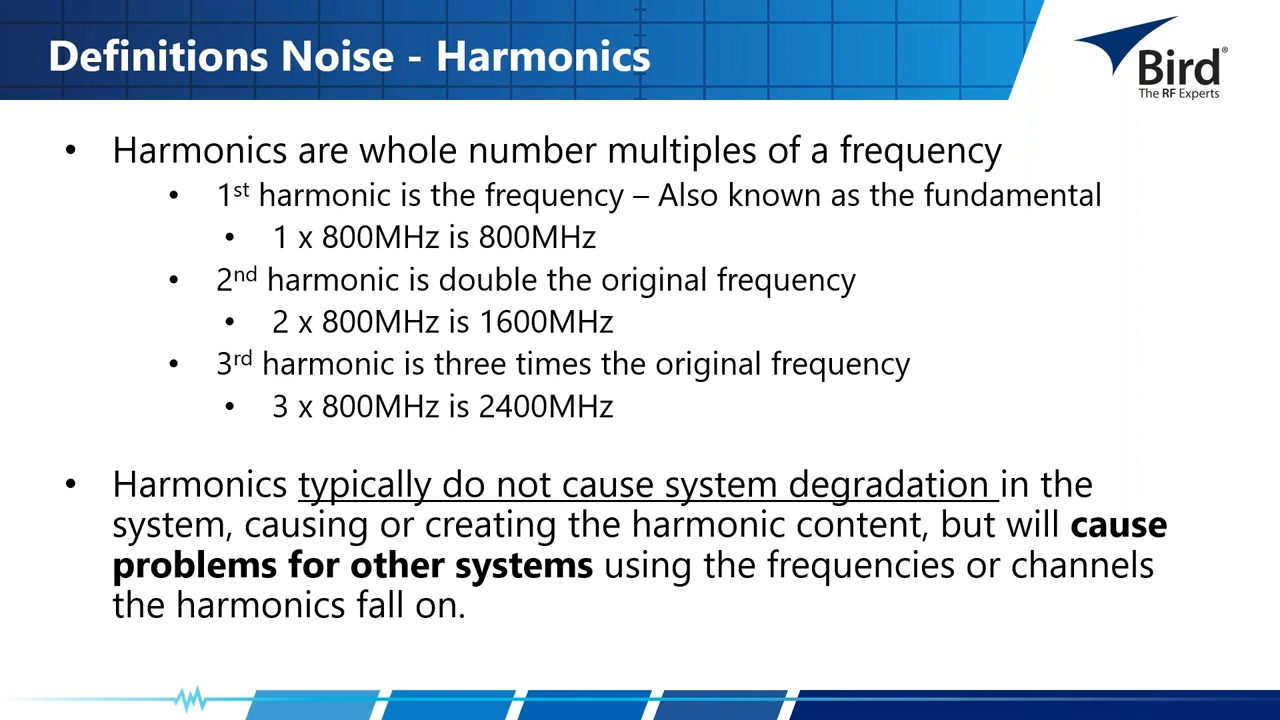 Definitions Noise - Harmonics
Bird®
The RF Experts
• Harmonics are whole number multiples of a frequency
• 1st harmonic is the frequency – Also known as the fundamental
• 1 x 800MHz is 800MHz
• 2nd harmonic is double the original frequency
• 2 x 800MHz is 1600MHz
• 3rd harmonic is three times the original frequency
• 3 x 800MHz is 2400MHz
• Harmonics typically do not cause system degradation in the
system, causing or creating the harmonic content, but will cause
problems for other systems using the frequencies or channels
the harmonics fall on.